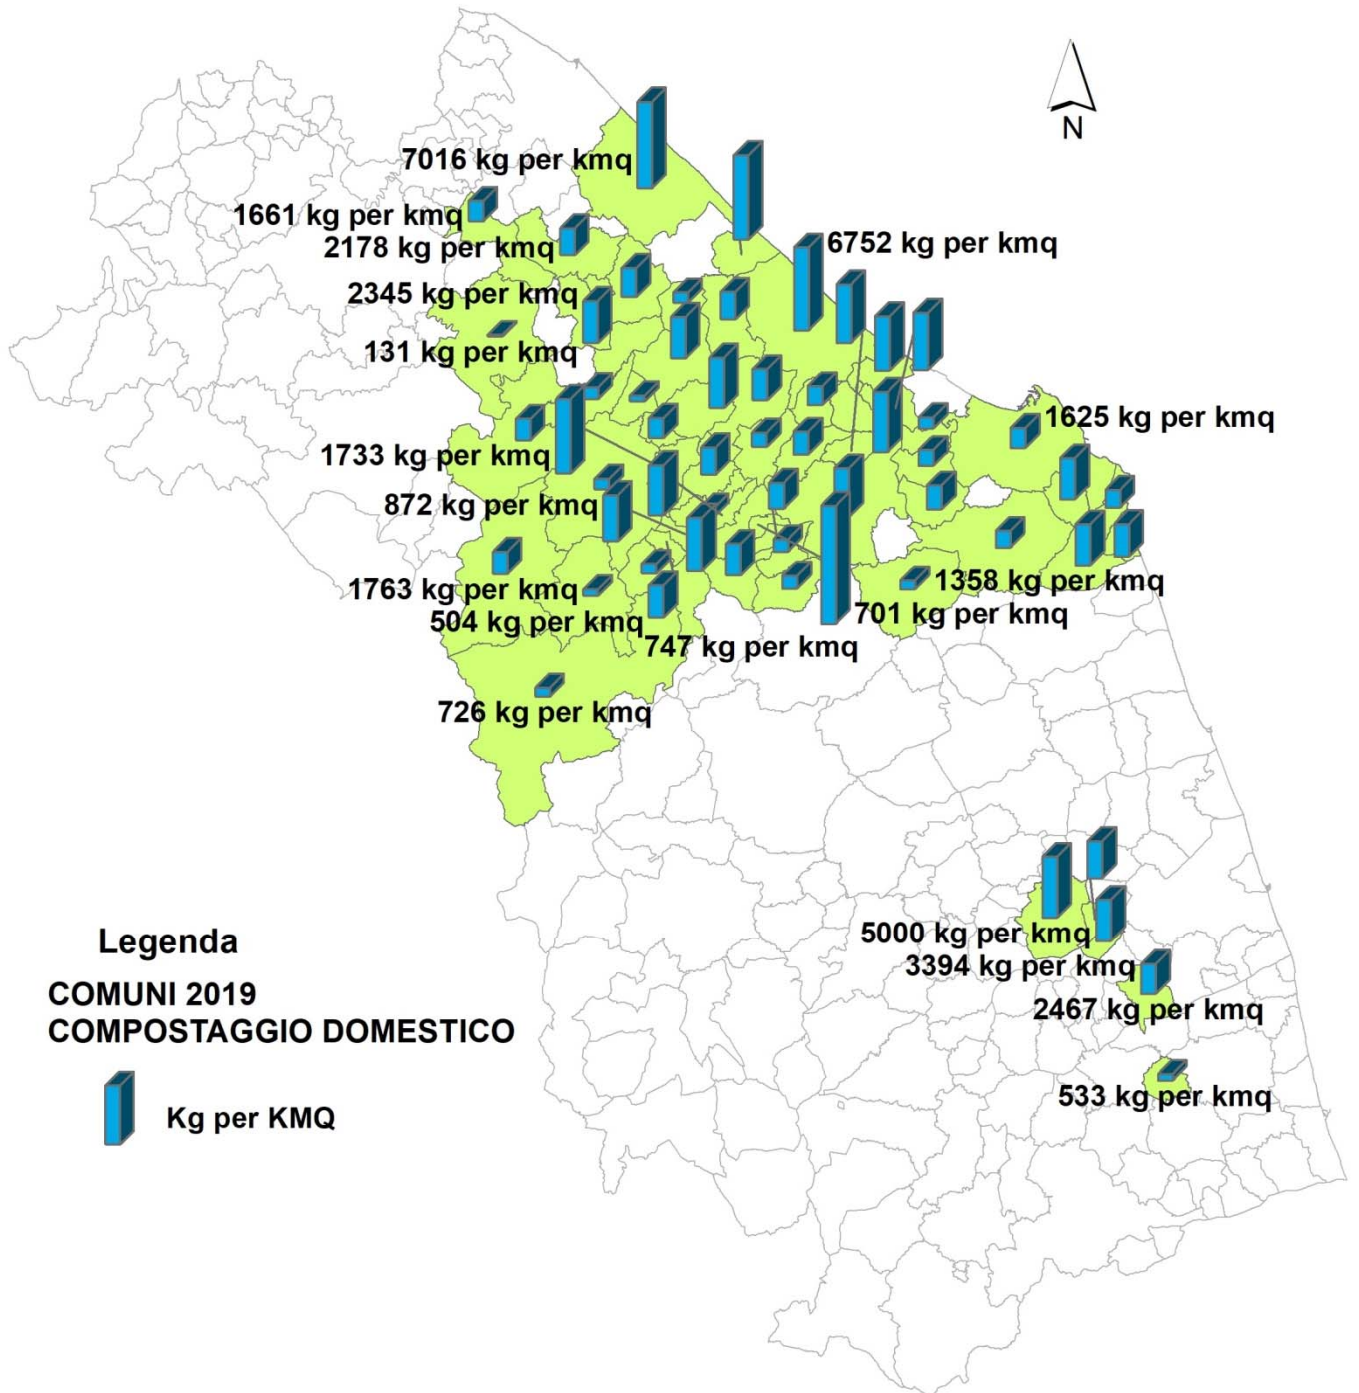 N
7016 kg per kmq
1661 kg per kmq
2178 kg per kmq
6752 kg per kmq
2345 kg per kmq
131 kg per kmq
1625 kg per kmq
1733 kg per kmq
872 kg per kmq
1763 kg per kmq
1358 kg per kmq
504 kg per kmq
701 kg per kmq
747 kg per kmq
726 kg per kmq
5000 kg per kmq
3394 kg per kmq
2467 kg per kmq
533 kg per kmq
Legenda
COMUNI 2019
COMPOSTAGGIO DOMESTICO
Kg per KMQ